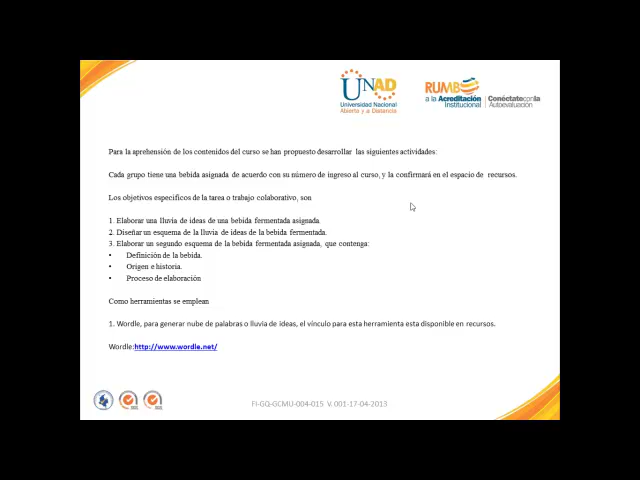 UNAD
Universidad Nacional
Abierta y a Distancia
RUMBO
a la Acreditación
Institucional
Conéctate con la
Autoevaluación
Para la aprehensión de los contenidos del curso se han propuesto desarrollar las siguientes actividades:
Cada grupo tiene una bebida asignada de acuerdo con su número de ingreso al curso, y la confirmará en el espacio de recursos.
Los objetivos especificos de la tarea o trabajo colaborativo, son
1. Elaborar una lluvia de ideas de una bebida fermentada asignada.
2. Diseñar un esquema de la lluvia de ideas de la bebida fermentada.
3. Elaborar un segundo esquema de la bebida fermentada asignada, que contenga:
• Definición de la bebida.
• Origen e historia.
• Proceso de elaboración
Como herramientas se emplean
1. Wordle, para generar nube de palabras o lluvia de ideas, el vínculo para esta herramienta esta disponible en recursos.
Wordle:http://www.wordle.net/
FI-GQ-GCMU-004-015 V. 001-17-04-2013